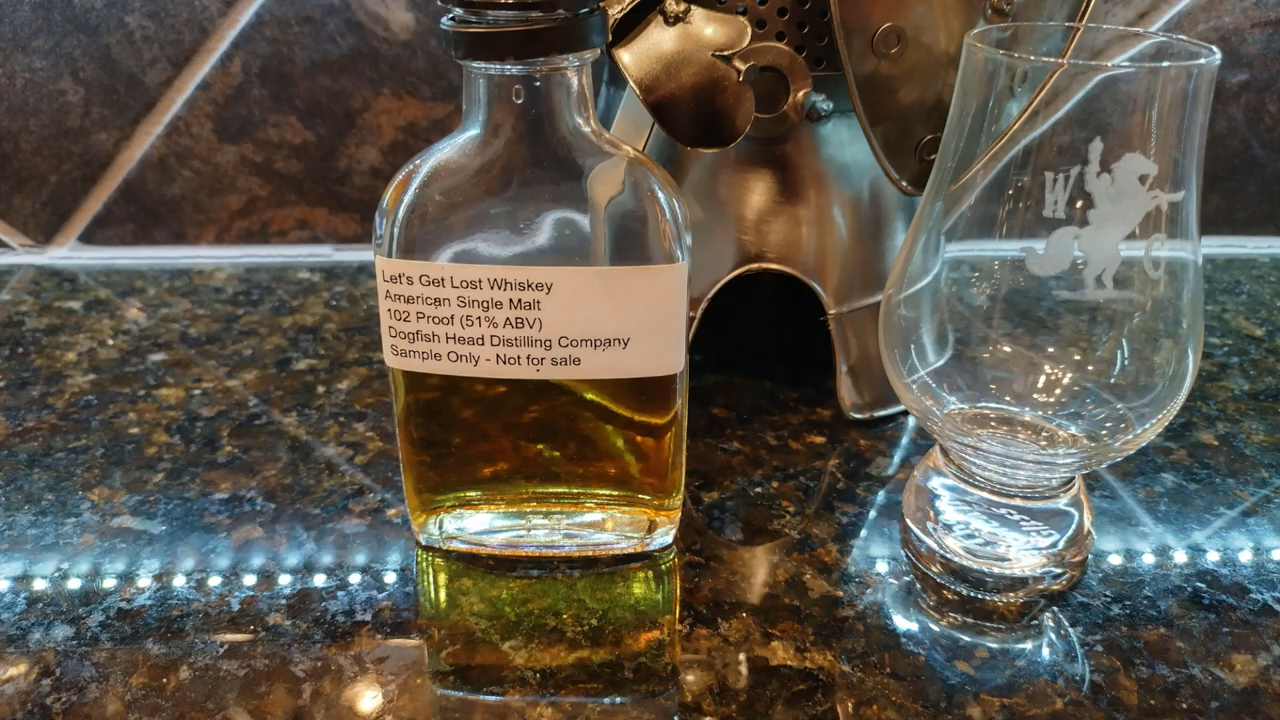 Let's Get Lost Whiskey
American Single Malt
102 Proof (51% ABV)
Dogfish Head Distilling Company
Sample Only - Not for sale
W
C